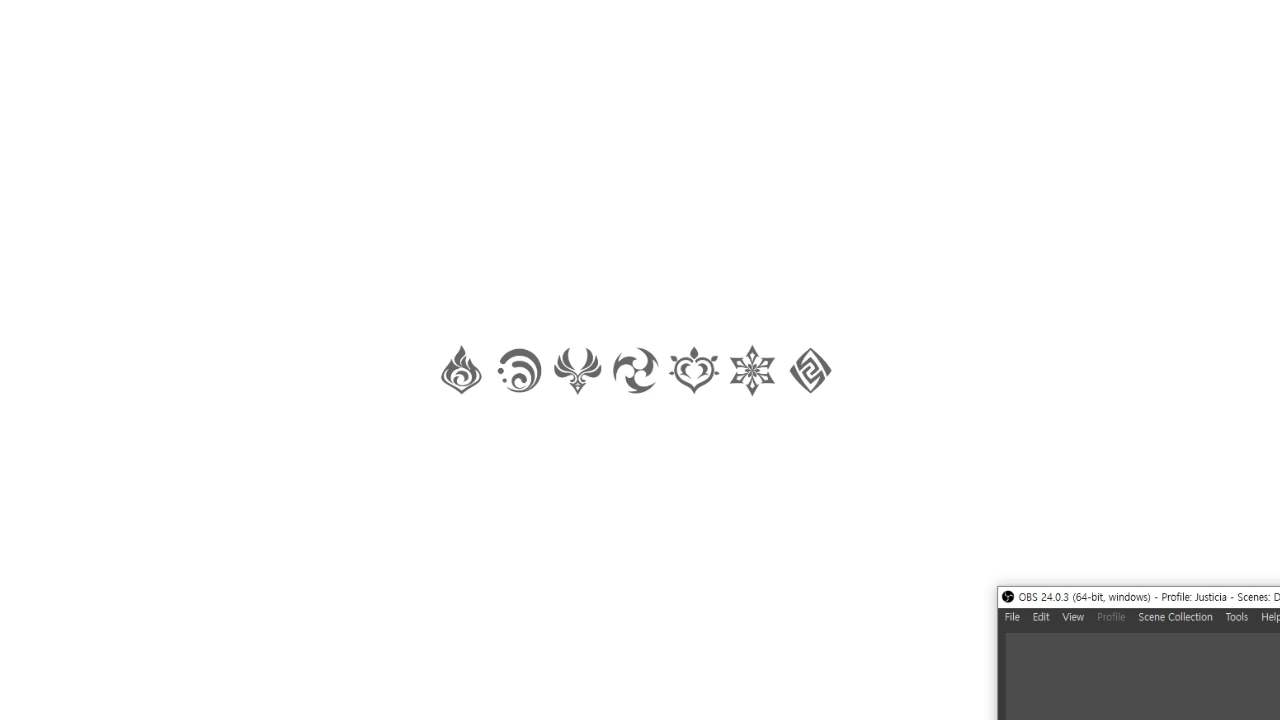 OBS 24.0.3 (64-bit, windows) - Profile: Justicia - Scenes: D
File Edit View Profile Scene Collection Tools Help